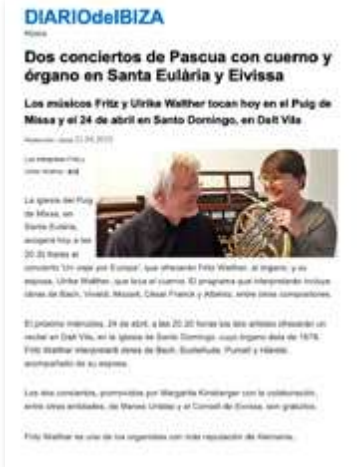 DIARIOdeIBIZA
Música
Dos conciertos de Pascua con cuerno y
órgano en Santa Eulària y Eivissa
Los músicos Fritz y Ulrike Walther tocan hoy en el Puig de
Missa y el 24 de abril en Santo Domingo, en Dalt Vila
Los intérpretes Fritz y
Ulrike Walther.
La iglesia del Puig
de Missa, en
Santa Eulària,
acogerá hoy a las
20.30 horas el
concierto 'Un viaje por Europa', que ofrecerán Fritz Walther, al órgano, y su
esposa, Ulrike Walther, que toca el cuerno. El programa que interpretarán incluye
obras de Bach, Vivaldi, Mozart, César Franck y Albéniz, entre otros compositores.
El próximo miércoles, 24 de abril, a las 20.30 horas los dos artistas ofrecerán un
recital en Dalt Vila, en la iglesia de Santo Domingo, cuyo órgano data de
Fritz Walther interpretará obras de Bach, Buxtehude, Purcell y Händel,
acompañado de su esposa.
Los dos conciertos, promovidos por Margarita Kinsberger con la colaboración,
entre otras entidades, de Manos Unidas y el Consell de Eivissa, son gratuitos.
Fritz Walther es uno de los organistas con más reputación de Alemania,